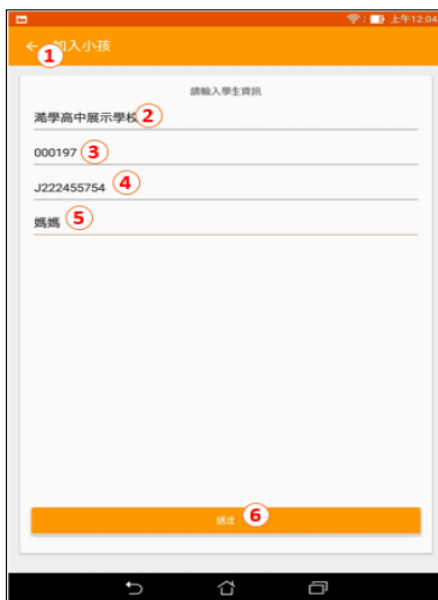 上午12:04
← 加入小孩
1
請輸入學生資訊
澔學高中展示學校 2
000197 3
J222455754 4
媽媽 5
送出 6